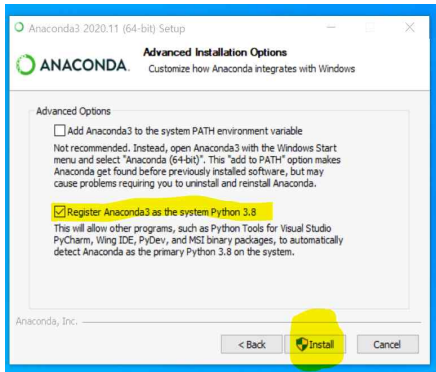 Anaconda3 2020.11 (64-bit) Setup
ANACONDA.
Advanced Installation Options
Customize how Anaconda integrates with Windows
Advanced Options
Add Anaconda3 to the system PATH environment variable
Not recommended. Instead, open Anaconda3 with the Windows Start
menu and select "Anaconda (64-bit)". This "add to PATH" option makes
Anaconda get found before previously installed software, but may
cause problems requiring you to uninstall and reinstall Anaconda.
Register Anaconda3 as the system Python 3.8
This will allow other programs, such as Python Tools for Visual Studio
PyCharm, Wing IDE, PyDev, and MSI binary packages, to automatically
detect Anaconda as the primary Python 3.8 on the system.
Anaconda, Inc.
< Back
Install
Cancel